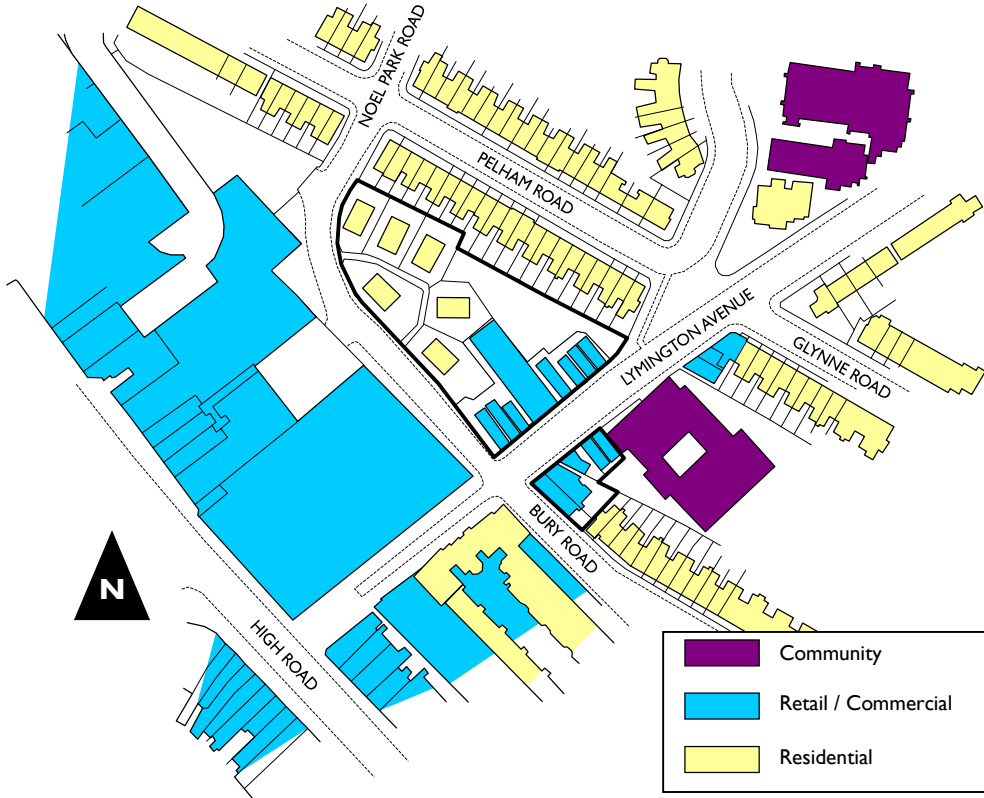 NOEL PARK ROAD
PELHAM ROAD
LYMINGTON AVENUE
GLYNNE ROAD
BURY ROAD
N
HIGH ROAD
Community
Retail / Commercial
Residential